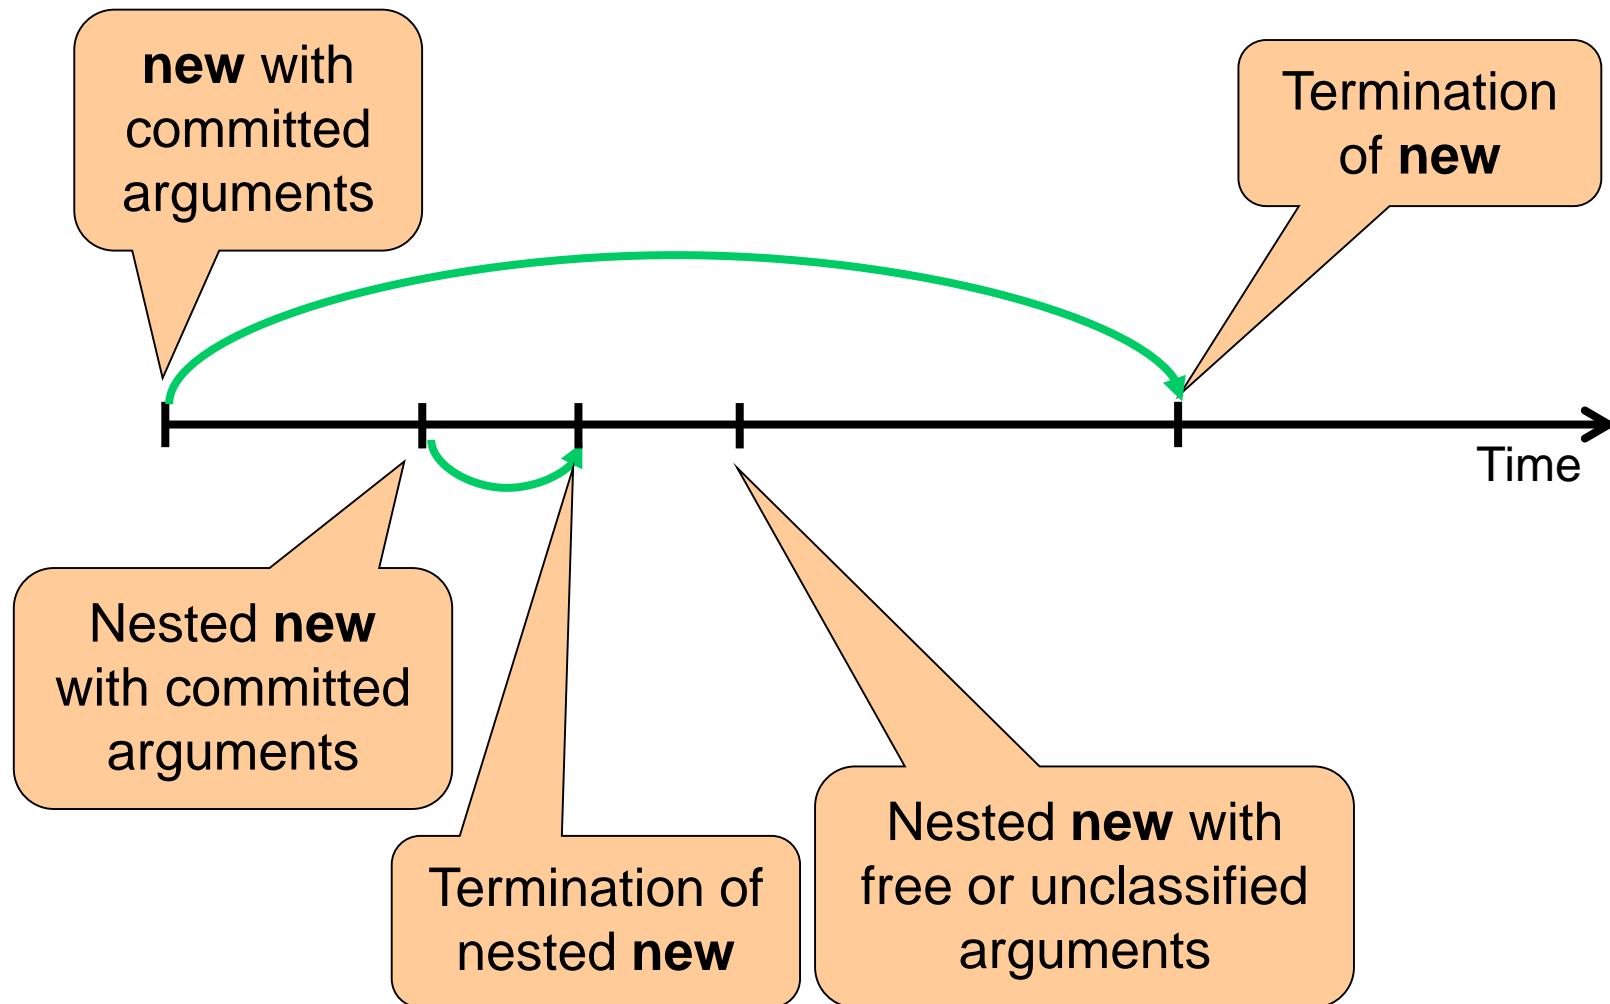 new with
committed
arguments
Termination
of new
Time
Nested new
with committed
arguments
Termination of
nested new
Nested new with
free or unclassified
arguments